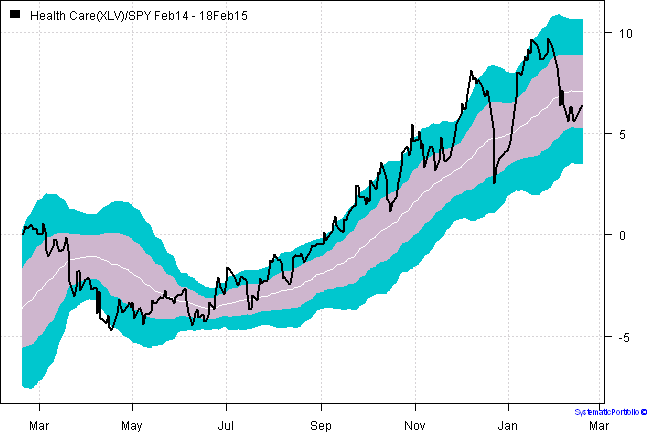 Health Care(XLV)/SPY Feb14 - 18Feb15
10
5
0
-5
SystematicPortfolio ©
Mar May Jul Sep Nov Jan Mar